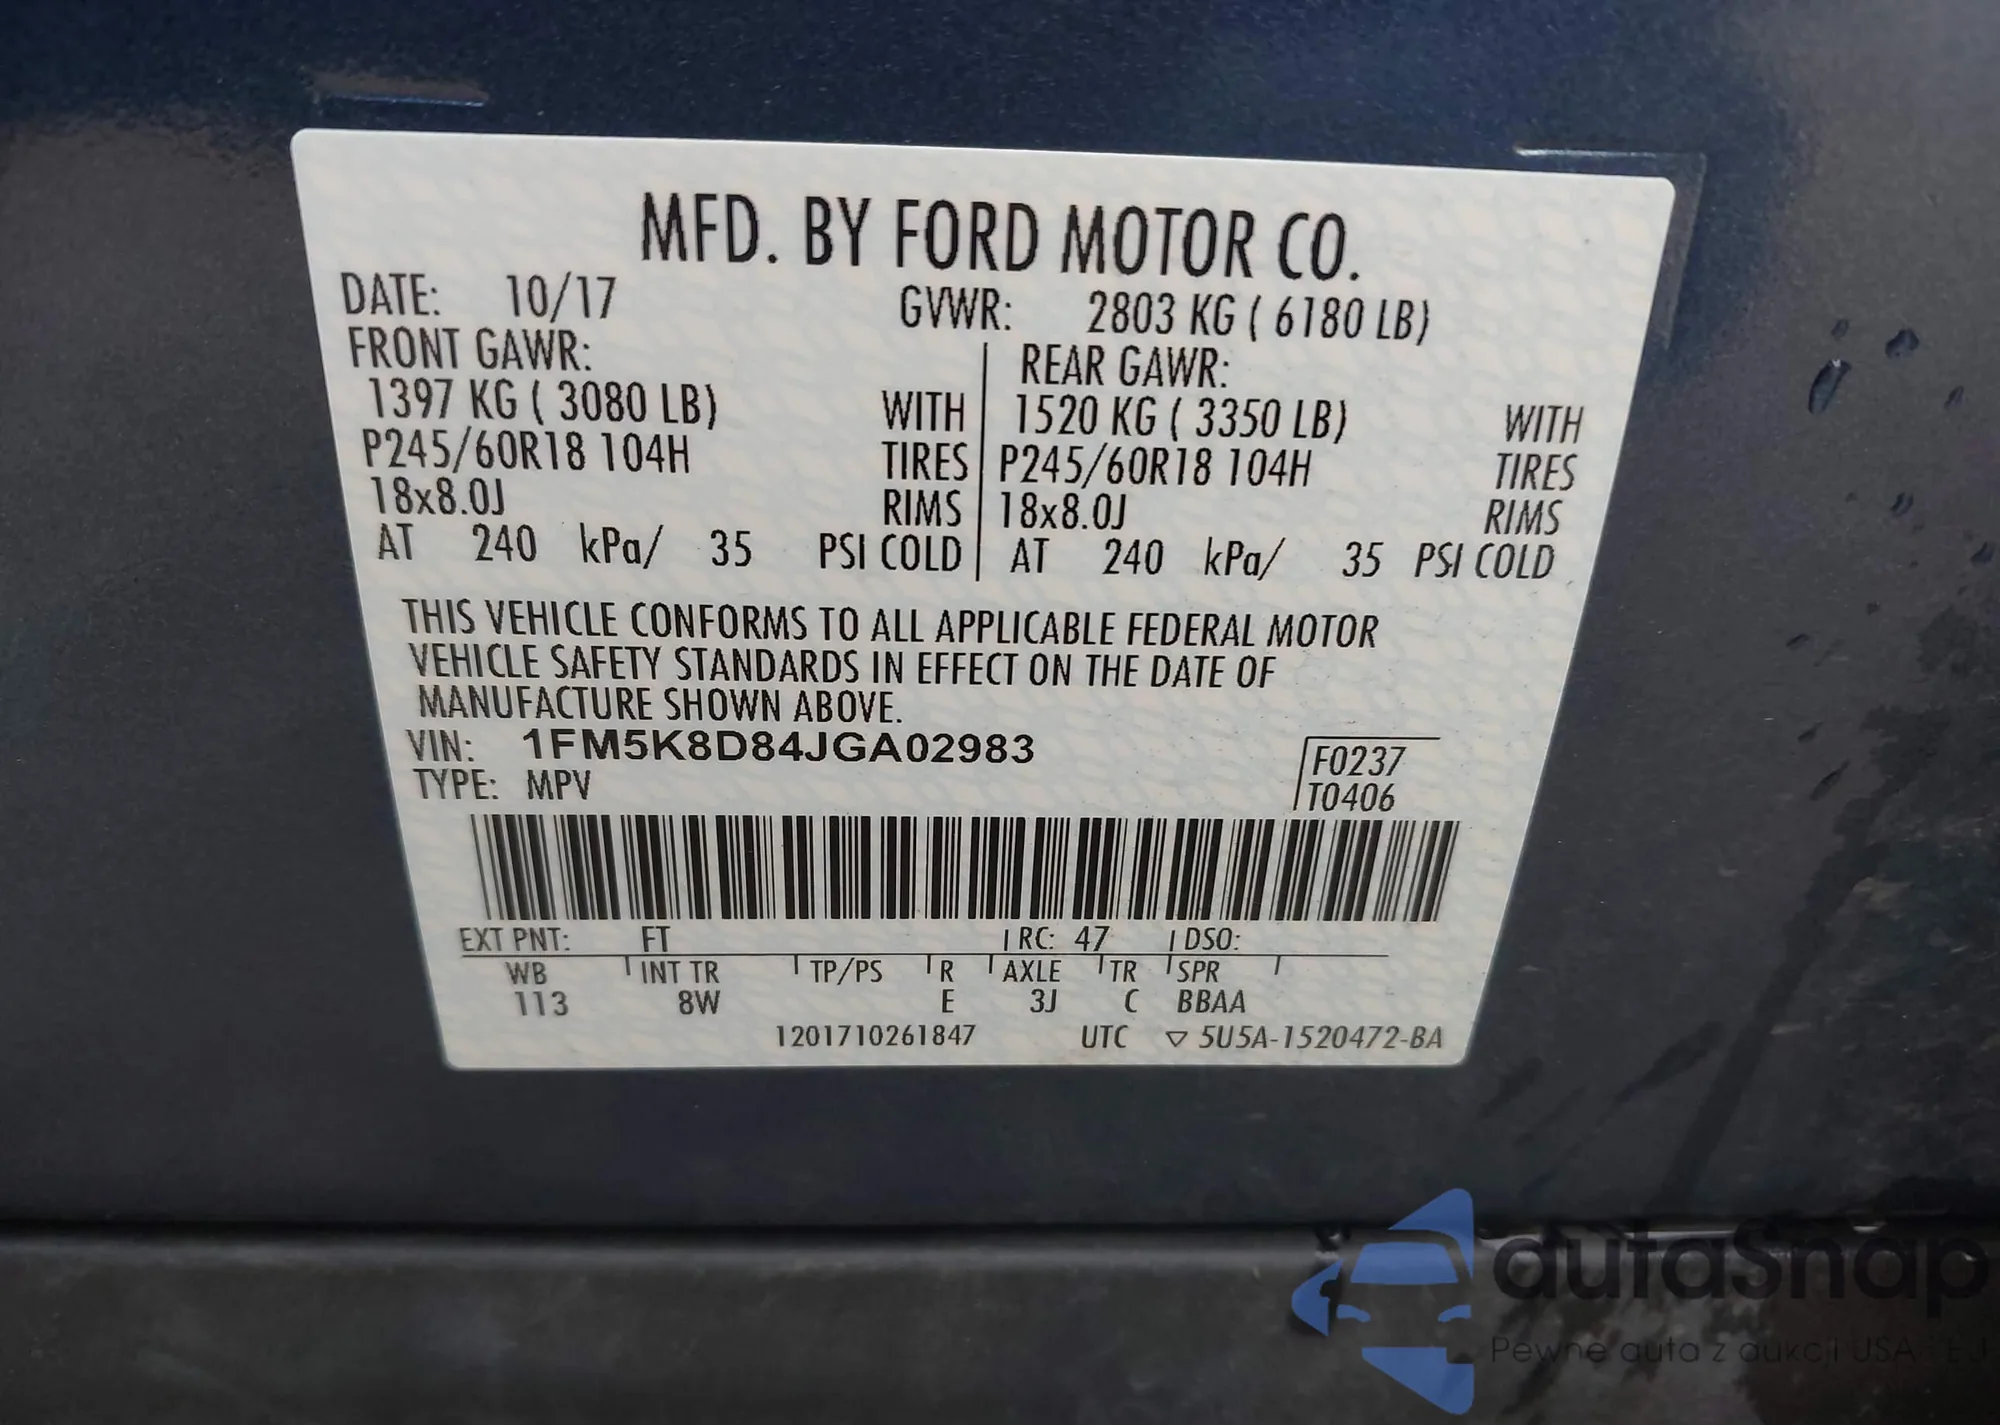 MFD. BY FORD MOTOR CO.
DATE: 10/17 GVWR: 2803 KG ( 6180 LB)
FRONT GAWR: REAR GAWR:
1397 KG ( 3080 LB) WITH 1520 KG ( 3350 LB) WITH
P245/60R18 104H TIRES P245/60R18 104H TIRES
18x8.0J RIMS 18x8.0J RIMS
AT 240 kPa/ 35 PSI COLD AT 240 kPa/ 35 PSI COLD
THIS VEHICLE CONFORMS TO ALL APPLICABLE FEDERAL MOTOR
VEHICLE SAFETY STANDARDS IN EFFECT ON THE DATE OF
MANUFACTURE SHOWN ABOVE.
VIN: 1FM5K8D84JGA02983
F0237
TYPE: MPV
T0406
EXT PNT: FT RC: 47 DSO:
WB INT TR TP/PS R AXLE TR SPR
113 8W E 3J C BBAA
1201710261847 UTC ▽ 5U5A-1520472-BA
autaSnap
Pewne auta z aukcji USA